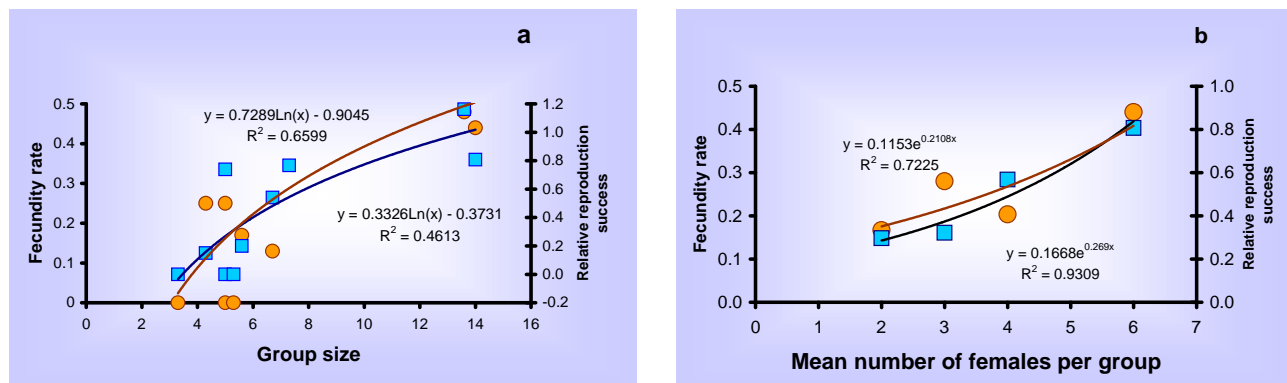 a
y = 0.7289Ln(x) - 0.9045
R² = 0.6599
y = 0.3326Ln(x) - 0.3731
R² = 0.4613
Fecundity rate
0.5
0.4
0.3
0.2
0.1
0
1.2
1.0
0.8
0.6
0.4
0.2
0.0
-0.2
Relative reproduction
success
0 2 4 6 8 10 12 14 16
Group size
b
y = 0.1153e^0.2108x
R² = 0.7225
y = 0.1668e^0.269x
R² = 0.9309
Fecundity rate
0.5
0.4
0.3
0.2
0.1
0.0
1.0
0.8
0.6
0.4
0.2
0.0
Relative reproduction
success
0 1 2 3 4 5 6 7
Mean number of females per group